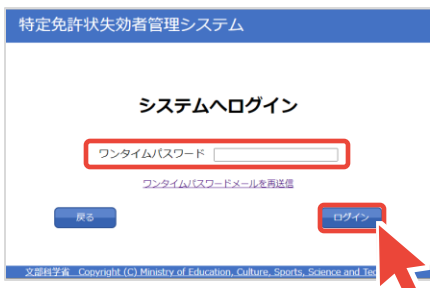 特定免許状失効者管理システム
システムへログイン
ワンタイムパスワード
ワンタイムパスワードメールを再送信
戻る
ログイン
文部科学省 Copyright (C) Ministry of Education, Culture, Sports, Science and